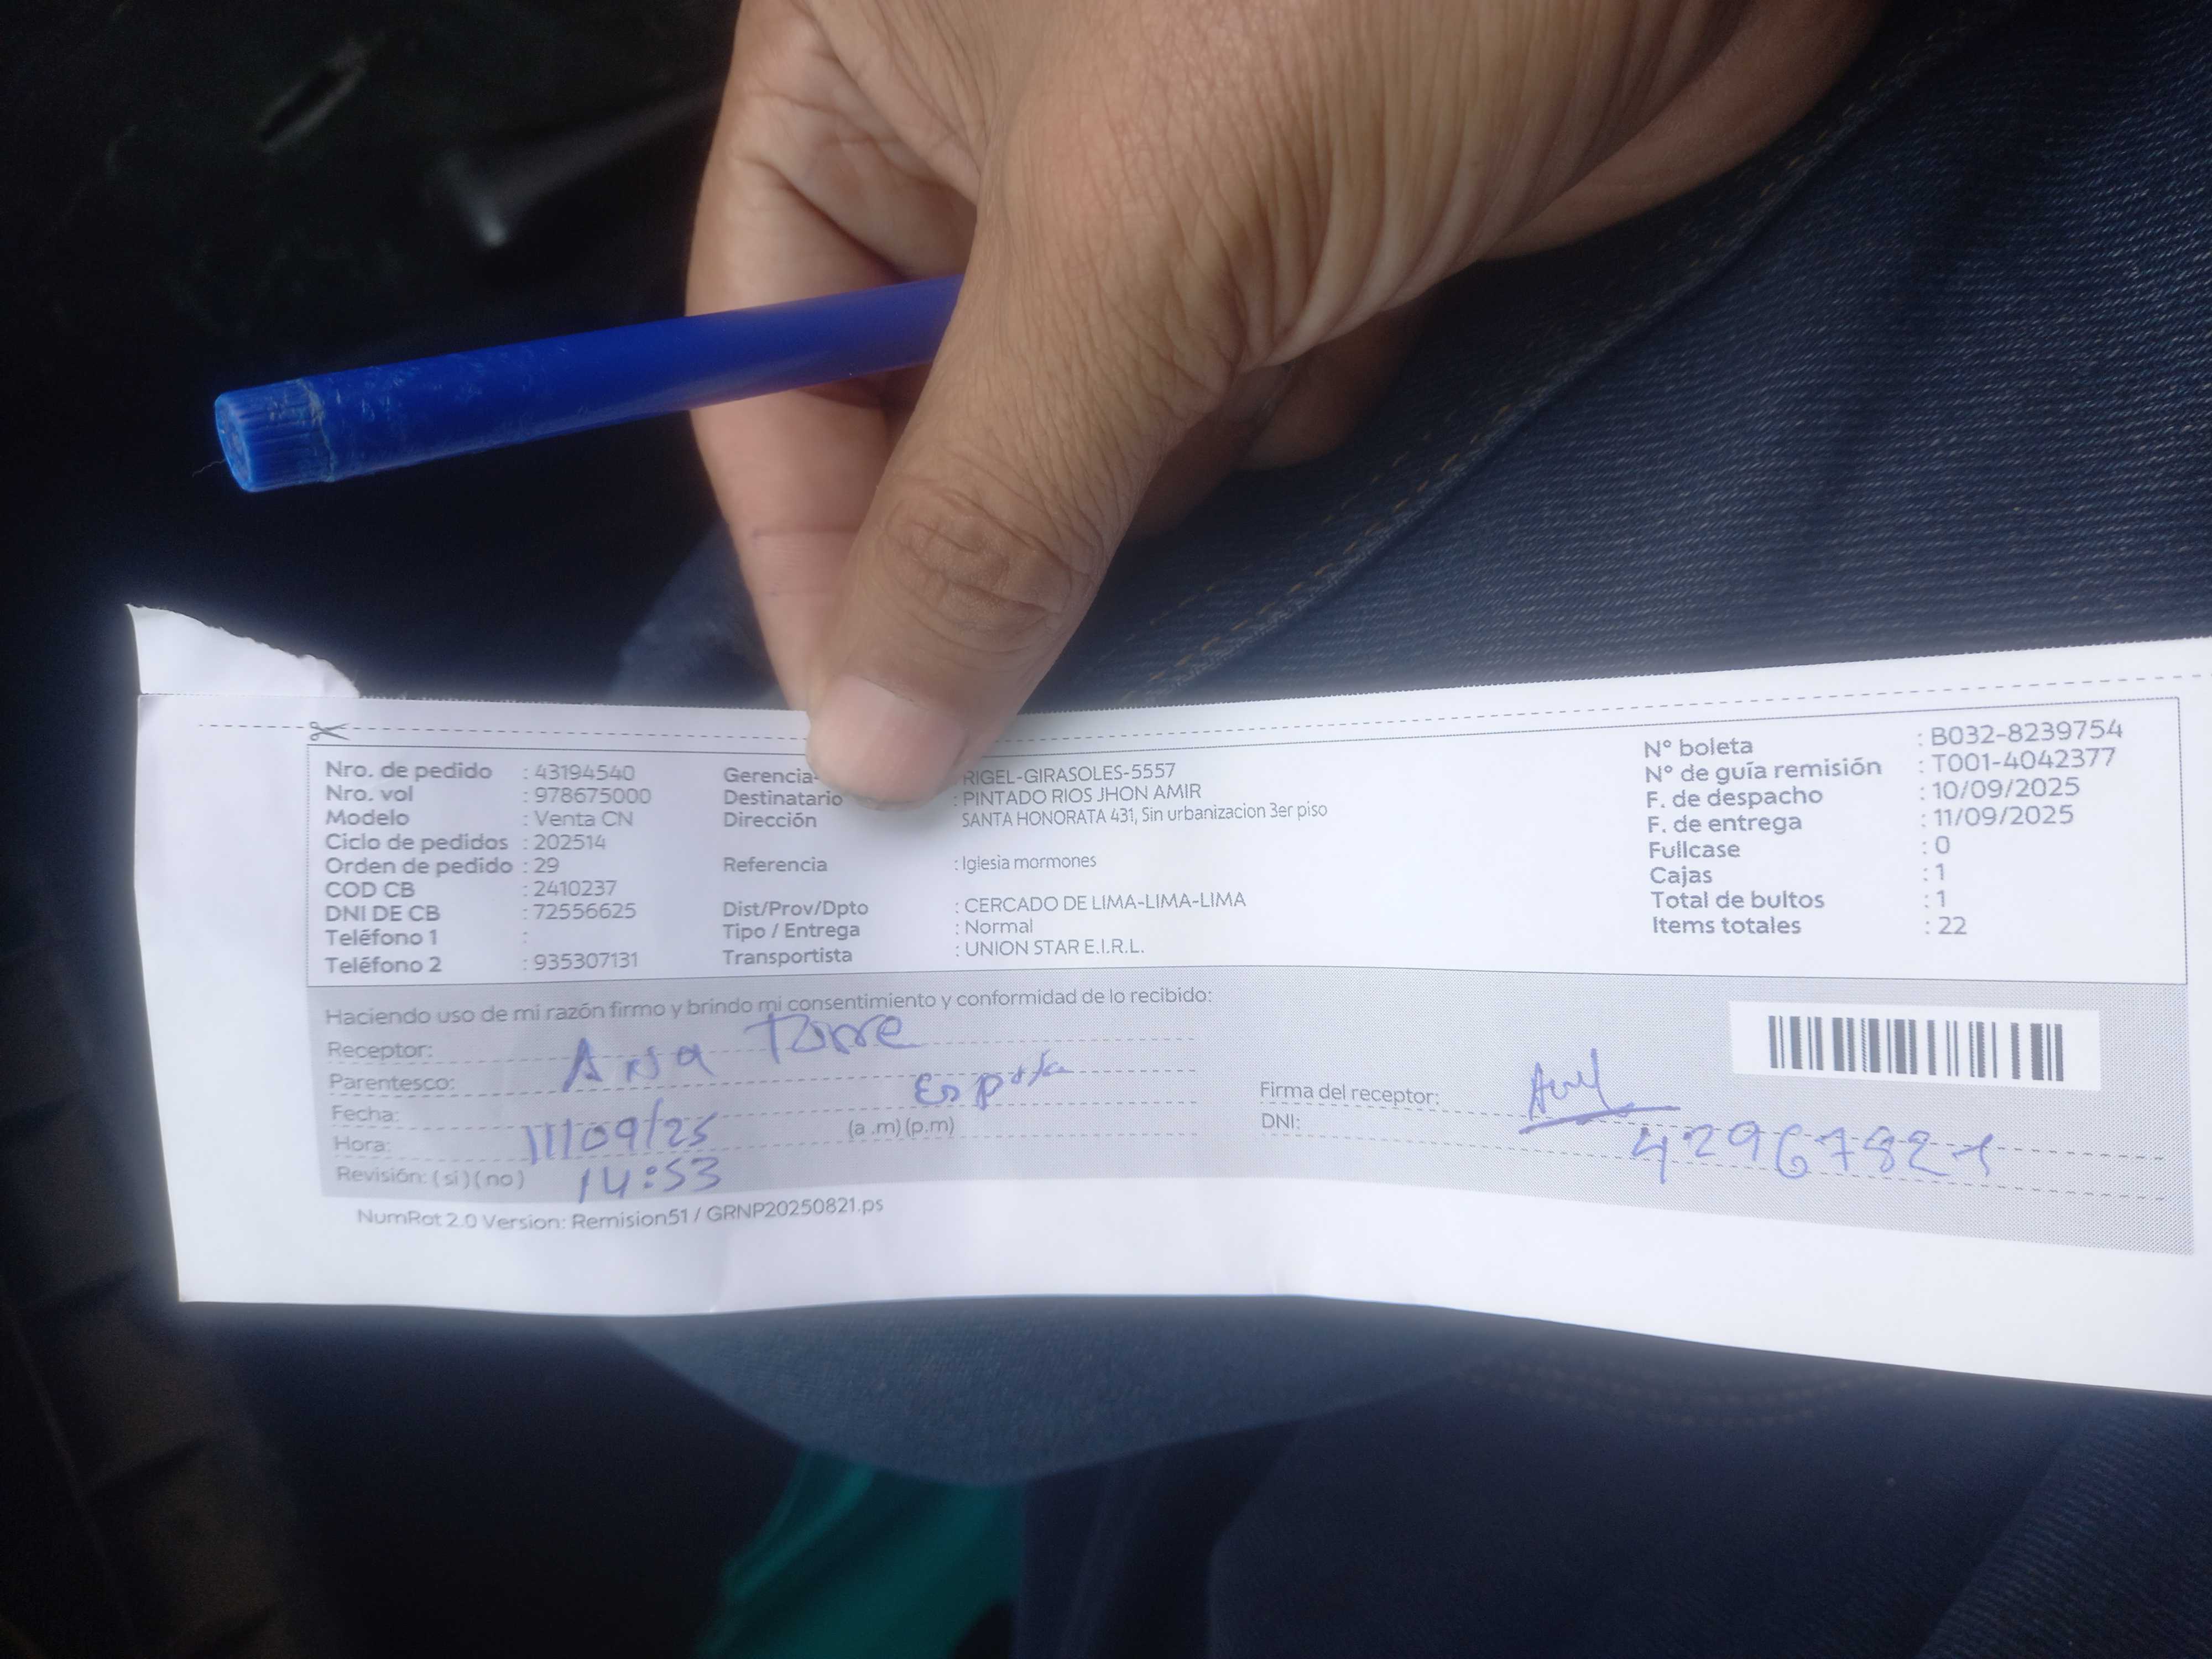 Nro. de pedido : 43194540
Nro. vol : 978675000
Modelo : Venta CN
Ciclo de pedidos : 202514
Orden de pedido : 29
COD CB : 2410237
DNI DE CB : 72556625
Teléfono 1 :
Teléfono 2 : 935307131
Gerencia RIGEL-GIRASOLES-5557
Destinatario : PINTADO RIOS JHON AMIR
Dirección SANTA HONORATA 431, Sin urbanizacion 3er piso
Referencia : Iglesia mormones
Dist/Prov/Dpto : CERCADO DE LIMA-LIMA-LIMA
Tipo / Entrega : Normal
Transportista : UNION STAR E.I.R.L.
N° boleta : B032-8239754
N° de guía remisión : T001-4042377
F. de despacho : 10/09/2025
F. de entrega : 11/09/2025
Fullcase : 0
Cajas : 1
Total de bultos : 1
Items totales : 22
Haciendo uso de mi razón firmo y brindo mi consentimiento y conformidad de lo recibido:
Receptor: Ana Torre
Parentesco:
Fecha: 11/09/25
Hora: 14:53 (a .m) (p.m)
Revisión: ( si ) ( no )
Firma del receptor:
DNI: 42967821
NumRot 2.0 Version: Remision51 / GRNP20250821.ps